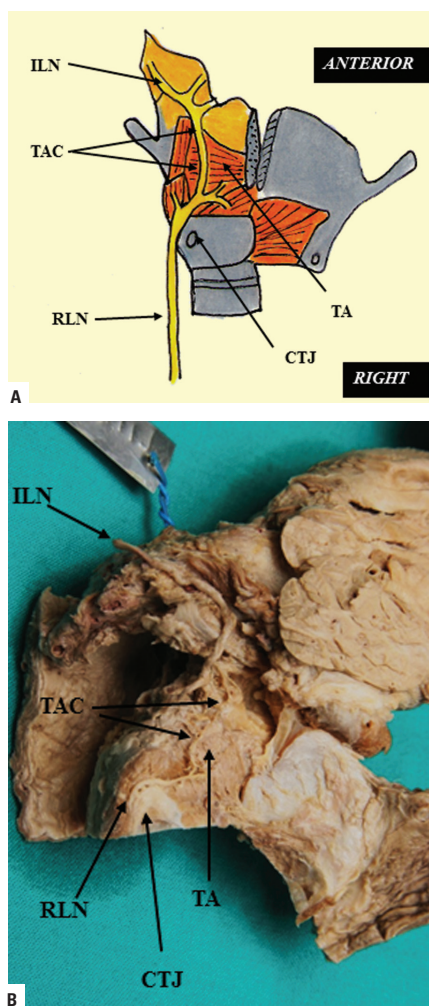 ILN
ANTERIOR
TAC
TA
RLN
CTJ
RIGHT
A
ILN
TAC
RLN
TA
CTJ
B